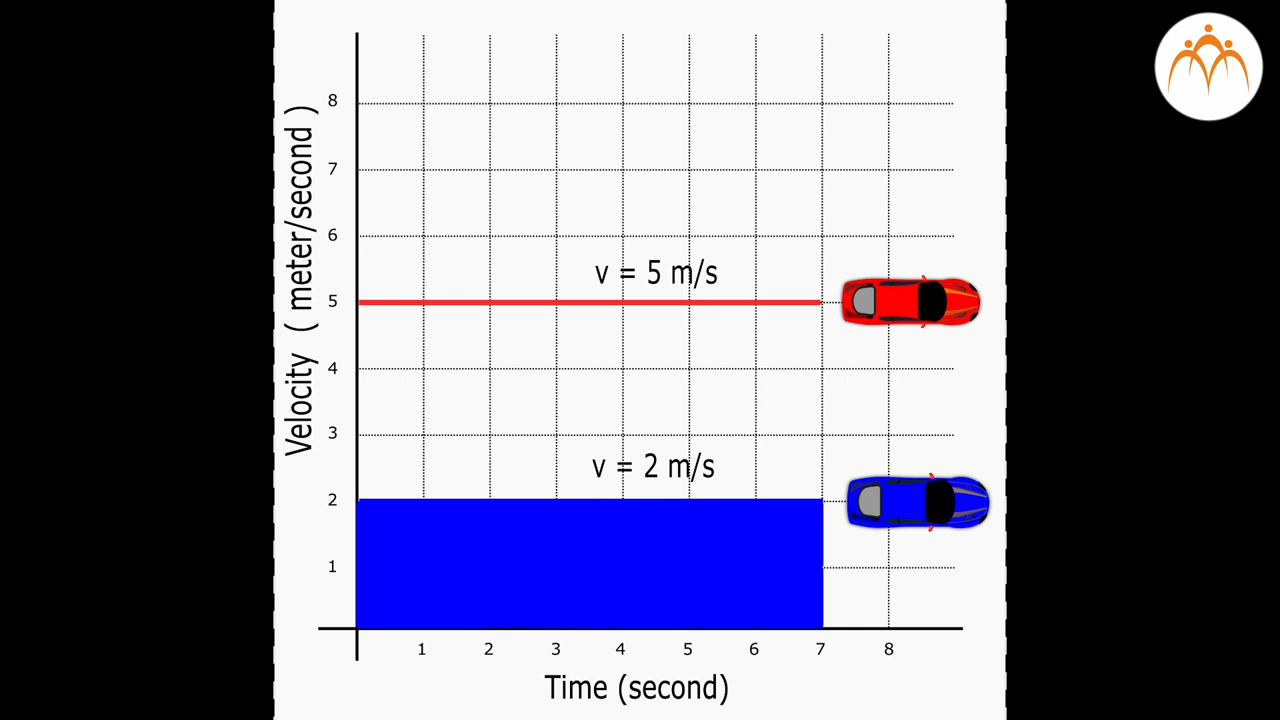 Velocity ( meter/second )
8
7
6
5
4
3
2
1
v = 5 m/s
v = 2 m/s
1 2 3 4 5 6 7 8
Time (second)